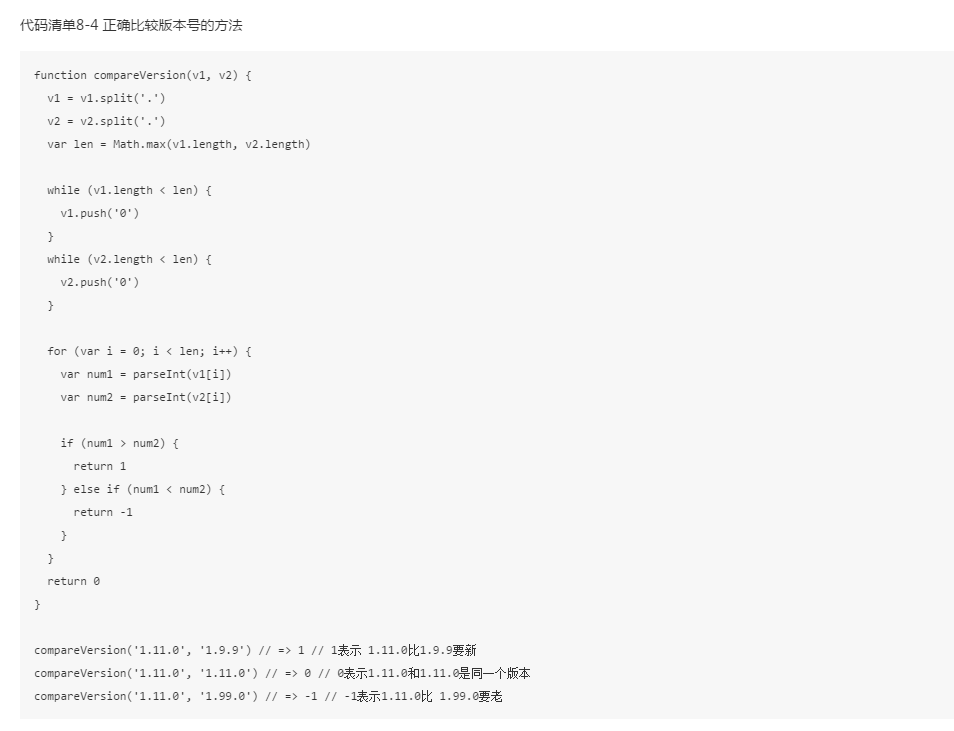 代码清单8-4 正确比较版本号的方法
function compareVersion(v1, v2) {
  v1 = v1.split('.')
  v2 = v2.split('.')
  var len = Math.max(v1.length, v2.length)

  while (v1.length < len) {
    v1.push('0')
  }
  while (v2.length < len) {
    v2.push('0')
  }

  for (var i = 0; i < len; i++) {
    var num1 = parseInt(v1[i])
    var num2 = parseInt(v2[i])

    if (num1 > num2) {
      return 1
    } else if (num1 < num2) {
      return -1
    }
  }
  return 0
}

compareVersion('1.11.0', '1.9.9') // => 1 // 1表示 1.11.0比1.9.9要新
compareVersion('1.11.0', '1.11.0') // => 0 // 0表示1.11.0和1.11.0是同一个版本
compareVersion('1.11.0', '1.99.0') // => -1 // -1表示1.11.0比 1.99.0要老